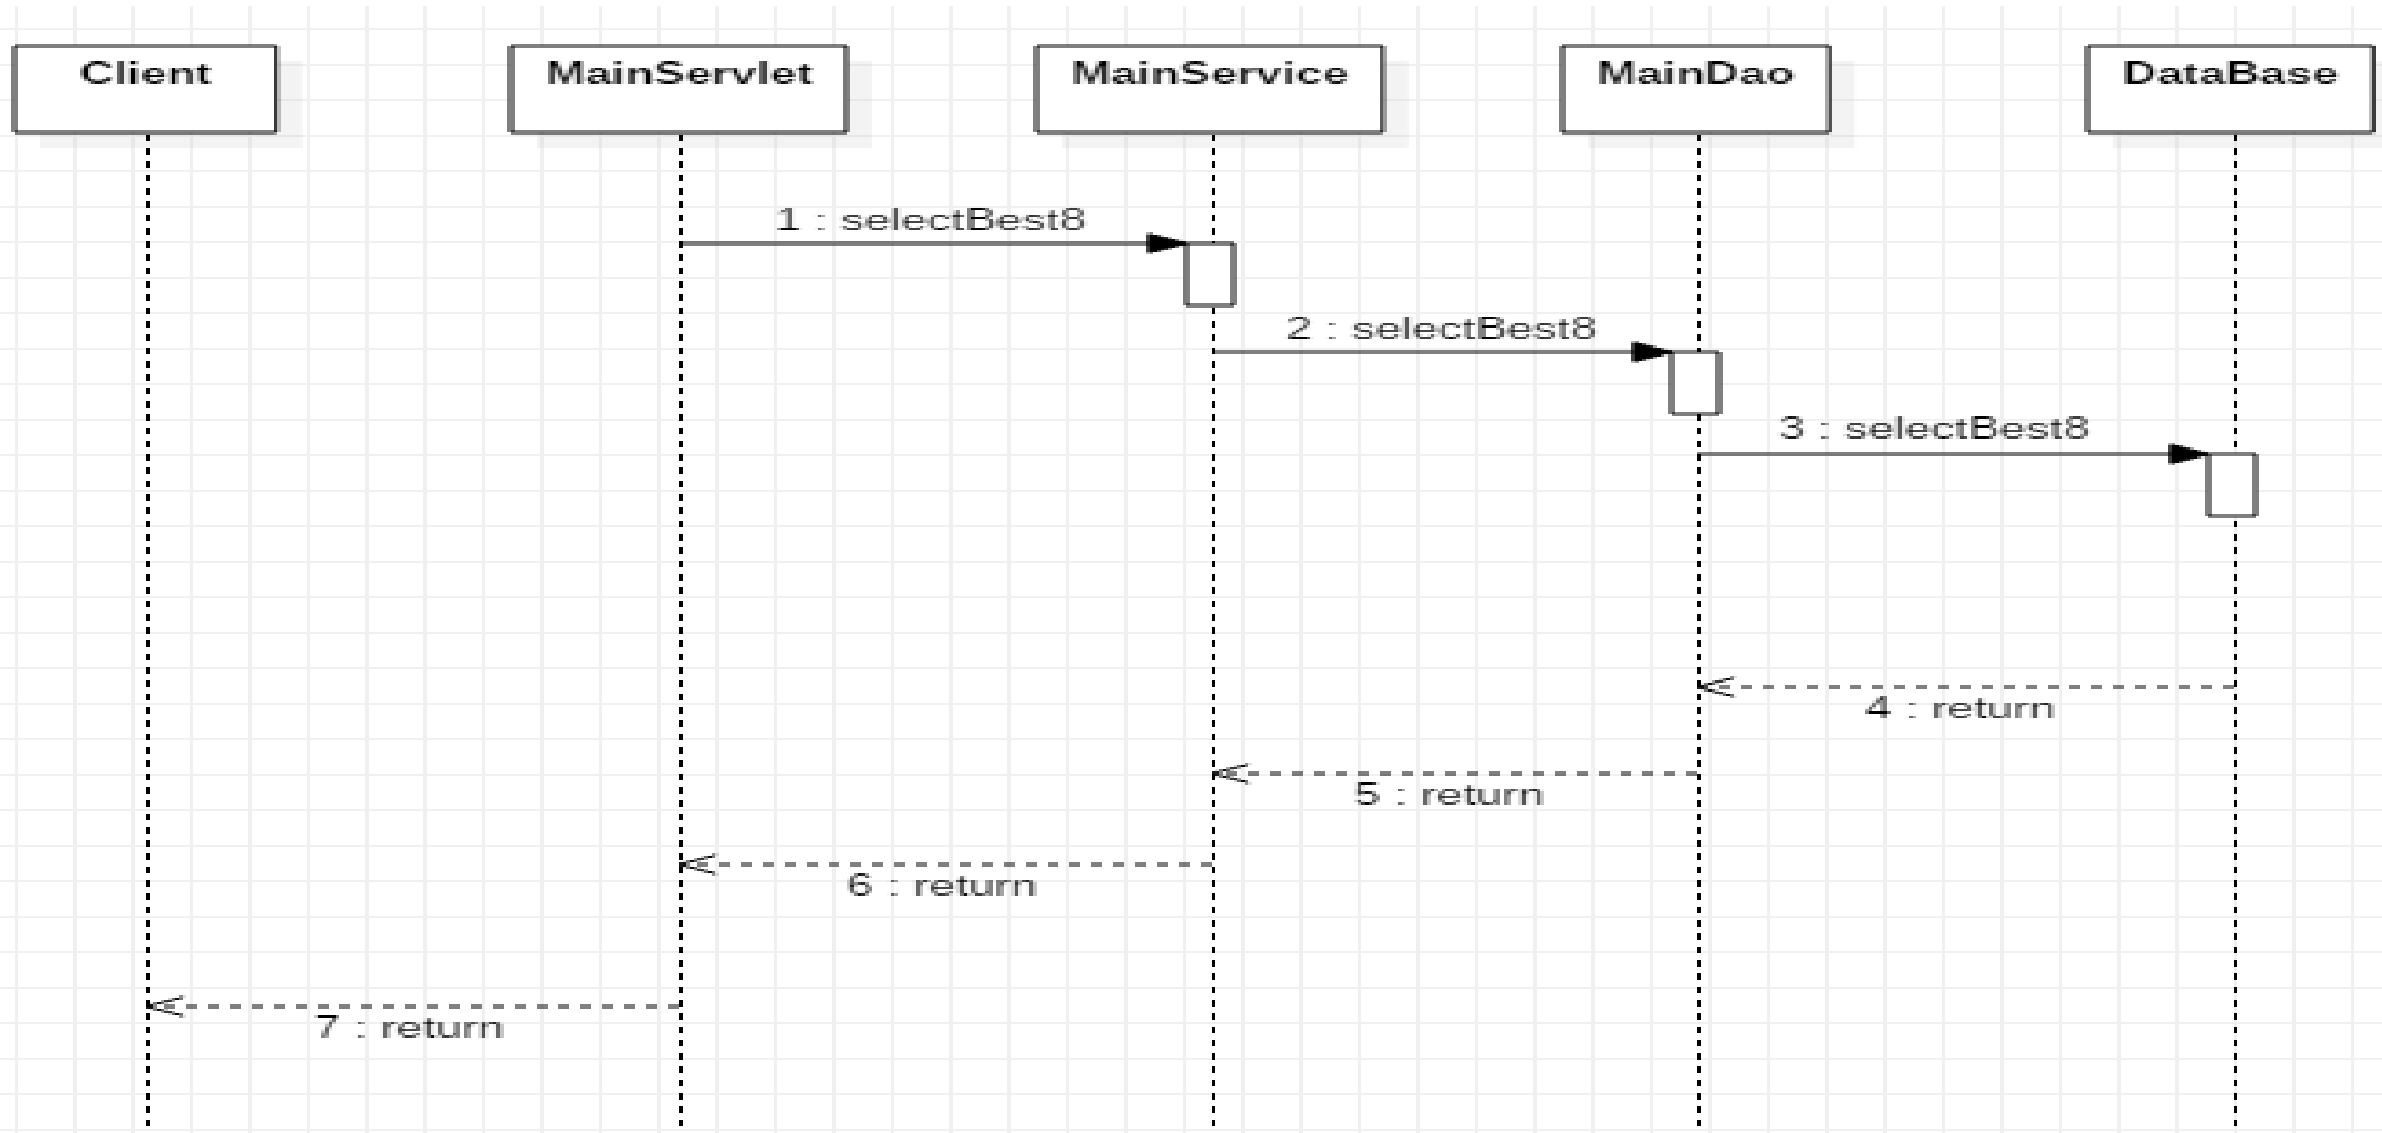 Client
MainServlet
MainService
MainDao
DataBase
1 : selectBest8
2 : selectBest8
3 : selectBest8
4 : return
5 : return
6 : return
7 : return